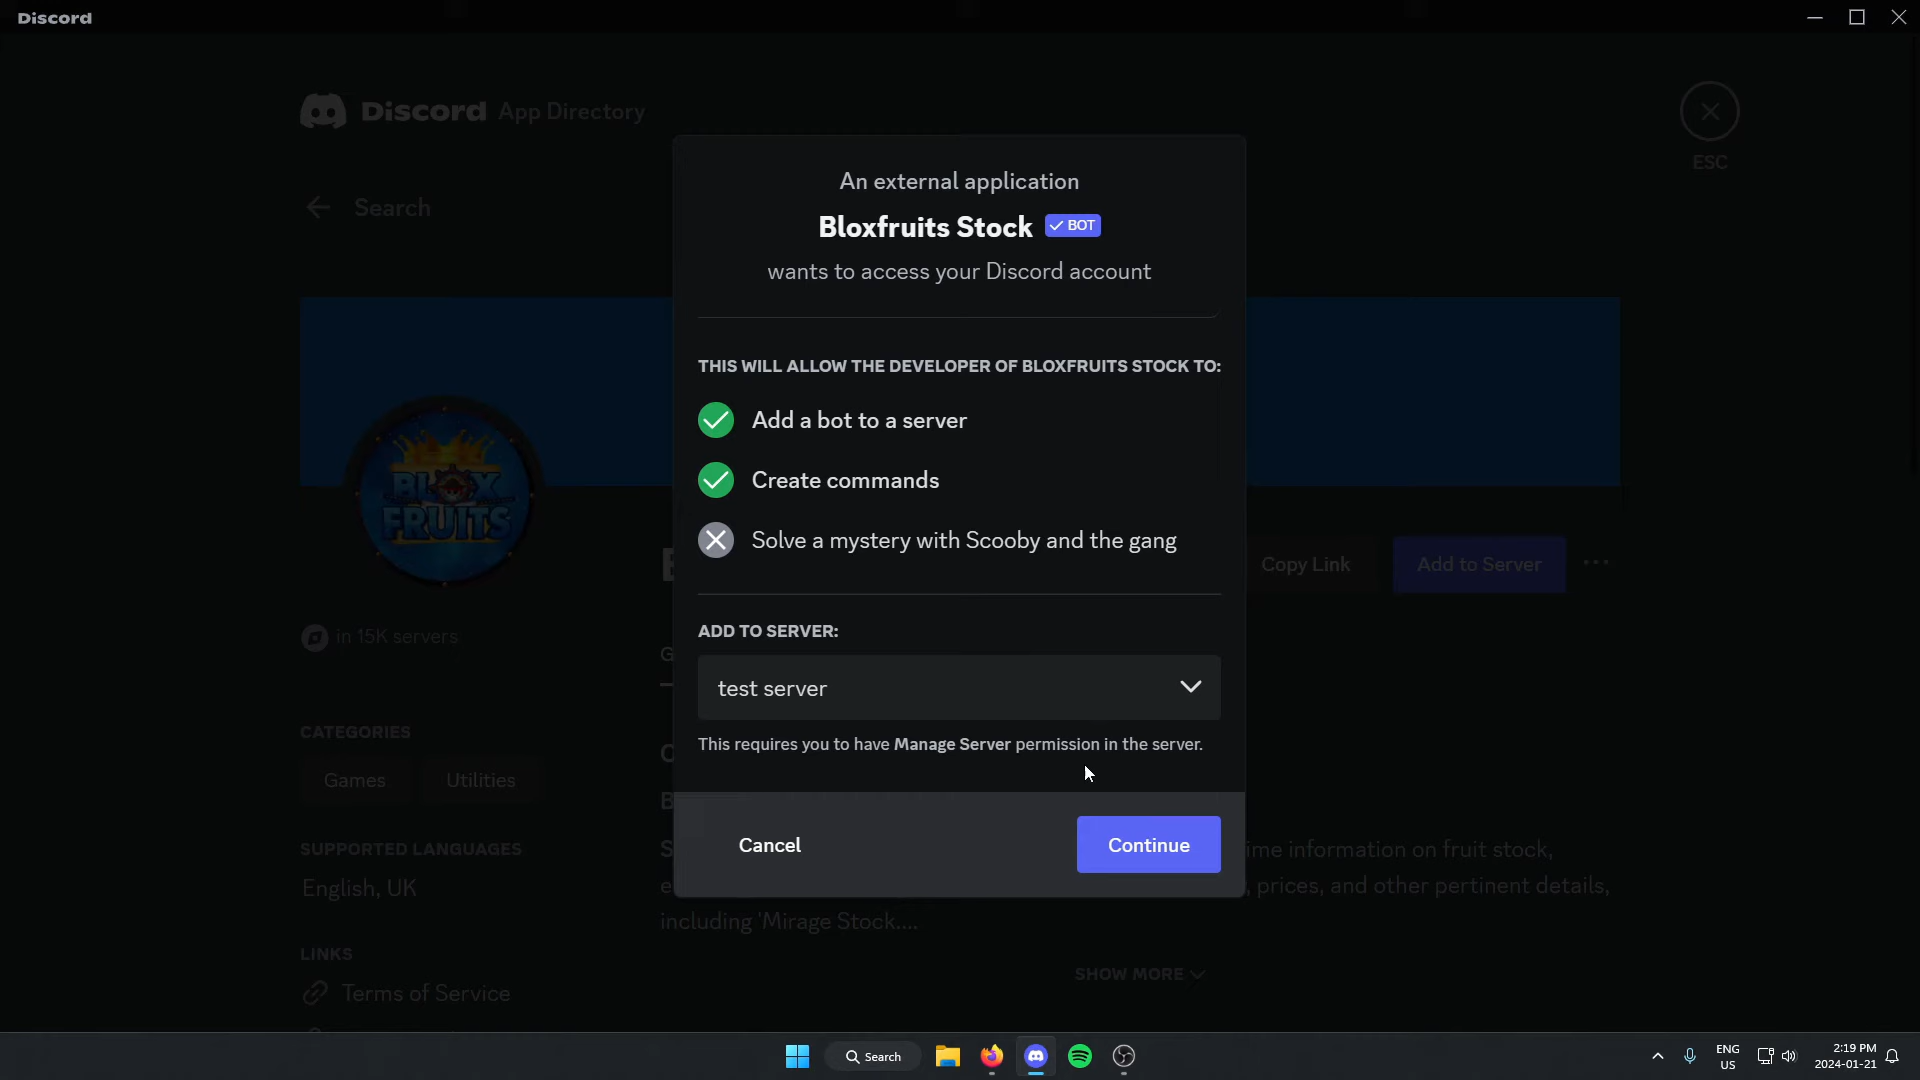 Discord
Discord App Directory
ESC
Search
An external application
Bloxfruits Stock BOT
wants to access your Discord account
THIS WILL ALLOW THE DEVELOPER OF BLOXFRUITS STOCK TO:
Add a bot to a server
Create commands
Solve a mystery with Scooby and the gang
BLOX
FRUITS
Copy Link
Add to Server
in 15K servers
ADD TO SERVER:
test server
This requires you to have Manage Server permission in the server.
Cancel
Continue
CATEGORIES
Games
Utilities
SUPPORTED LANGUAGES
English, UK
LINKS
Terms of Service
information on fruit stock,
, prices, and other pertinent details,
including 'Mirage Stock....
SHOW MORE
Search
ENG
US
2:19 PM
2024-01-21